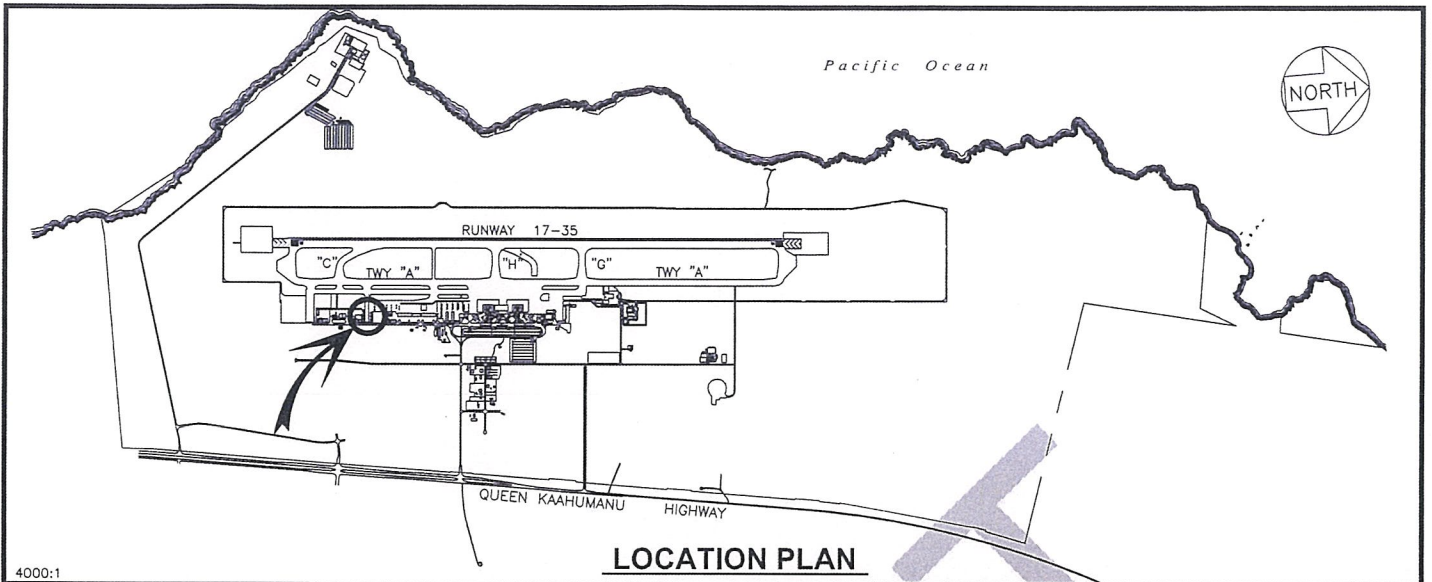 Pacific Ocean
NORTH
RUNWAY 17-35
"C"
TWY "A"
"H"
"G"
TWY "A"
QUEEN KAAHUMANU HIGHWAY
LOCATION PLAN
4000:1